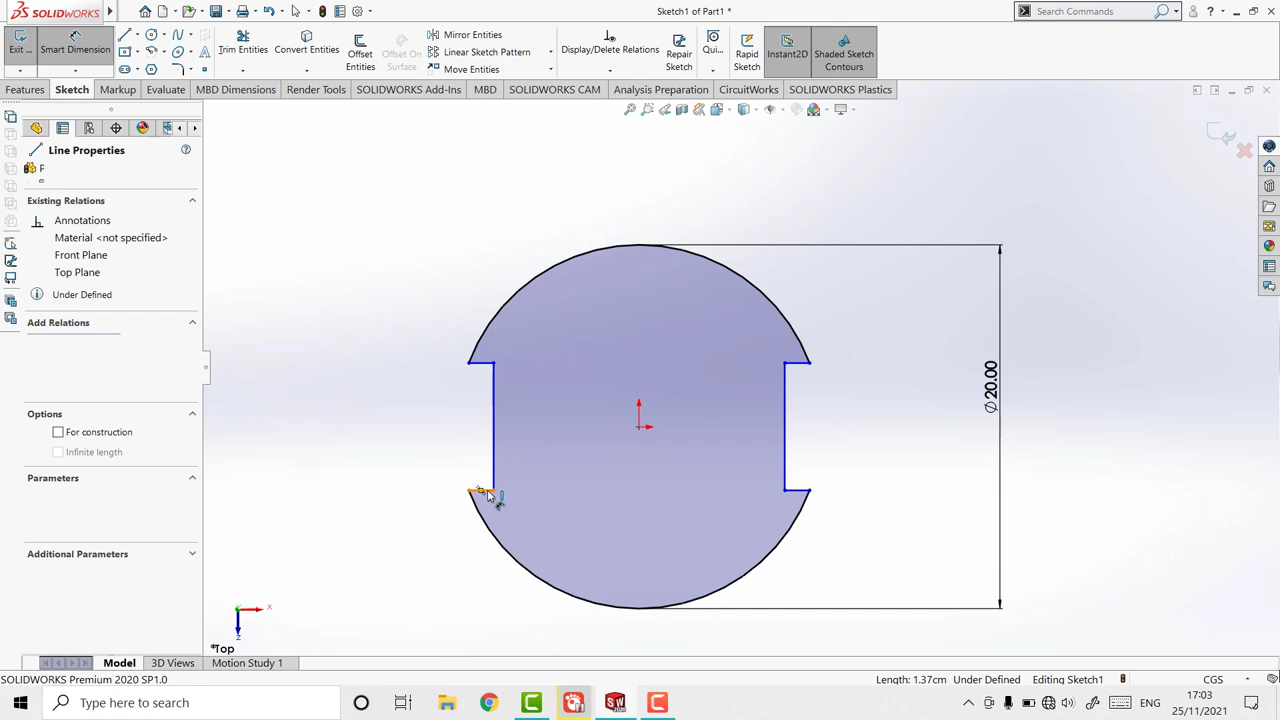 SOLIDWORKS
Sketch1 of Part1 *
Search Commands
Exit ...
Smart Dimension
Trim Entities
Convert Entities
Offset Entities
Offset On Surface
Mirror Entities
Linear Sketch Pattern
Move Entities
Display/Delete Relations
Repair Sketch
Qui...
Rapid Sketch
Instant2D
Shaded Sketch Contours
Features
Sketch
Markup
Evaluate
MBD Dimensions
Render Tools
SOLIDWORKS Add-Ins
MBD
SOLIDWORKS CAM
Analysis Preparation
CircuitWorks
SOLIDWORKS Plastics
Line Properties
P
Existing Relations
Annotations
Material <not specified>
Front Plane
Top Plane
Under Defined
Add Relations
Options
For construction
Infinite length
Parameters
Additional Parameters
∅20.00
X
Z
*Top
Model
3D Views
Motion Study 1
SOLIDWORKS Premium 2020 SP1.0
Length: 1.37cm
Under Defined
Editing Sketch1
CGS
Type here to search
ENG
17:03
25/11/2021